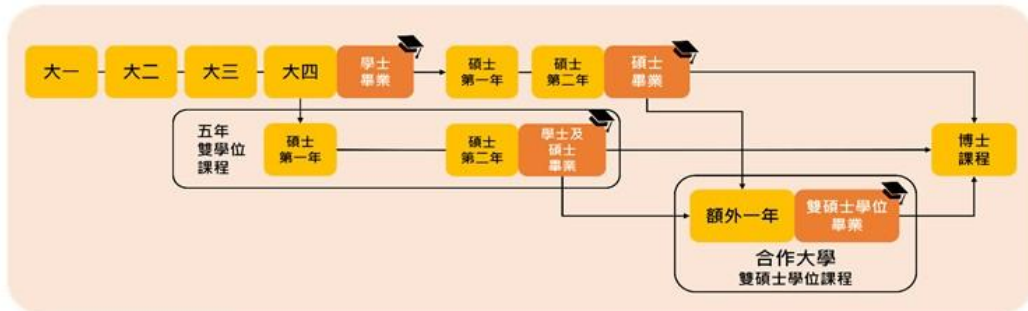 大一
大二
大三
大四
學士
畢業
碩士
第一年
碩士
第二年
碩士
畢業
五年
雙學位
課程
碩士
第一年
碩士
第二年
學士及
碩士
畢業
博士
課程
額外一年
雙碩士學位
畢業
合作大學
雙碩士學位課程